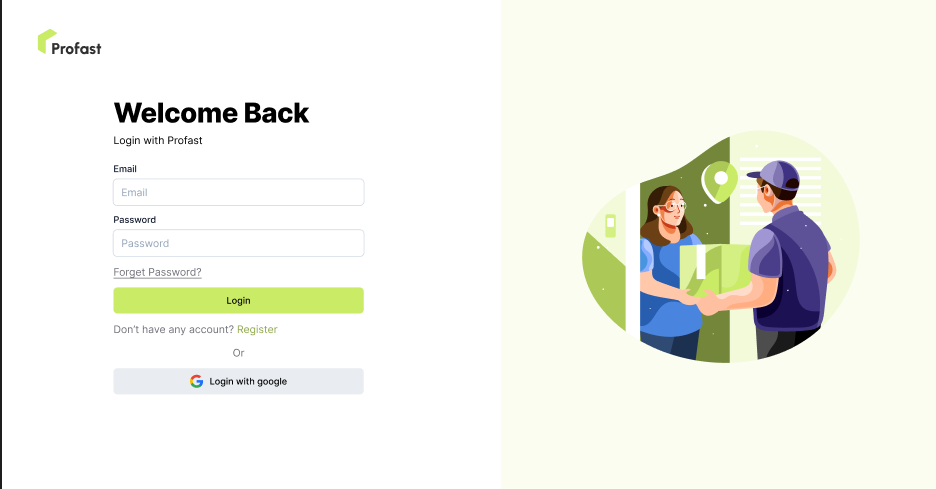 Profast
Welcome Back
Login with Profast
Email
Email
Password
Password
Forget Password?
Login
Don't have any account? Register
Or
Login with google